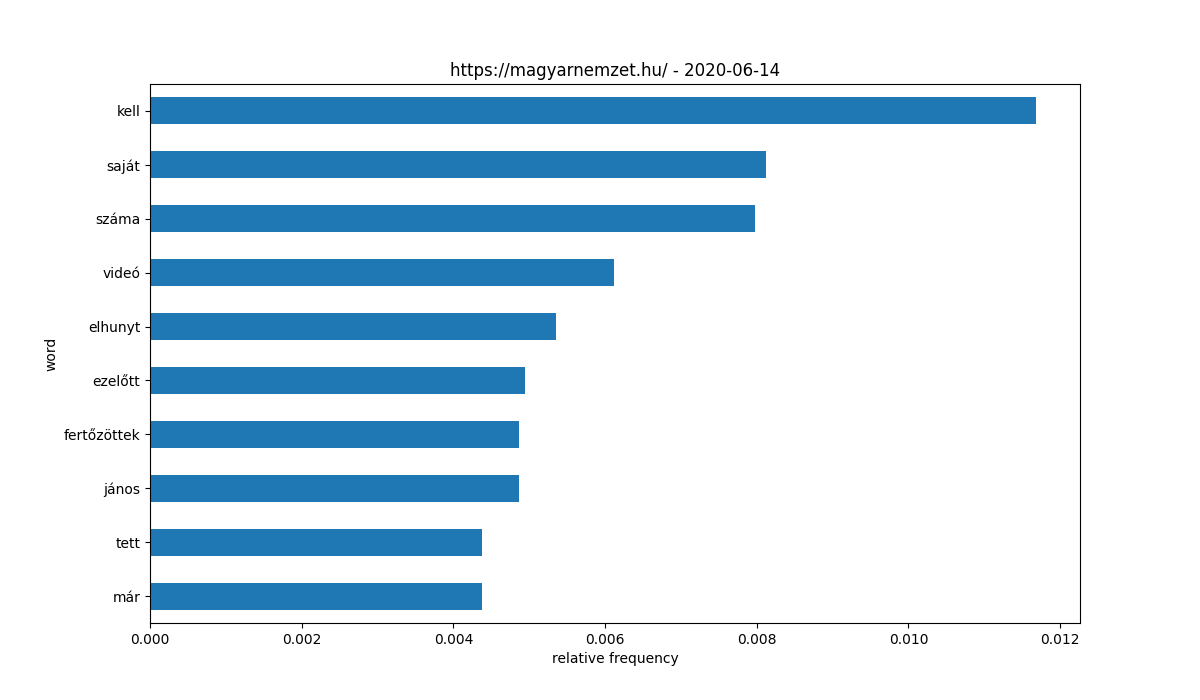 https://magyarnemzet.hu/ - 2020-06-14
kell
saját
száma
videó
elhunyt
ezelőtt
fertőzöttek
jános
tett
már
word
0.000 0.002 0.004 0.006 0.008 0.010 0.012
relative frequency